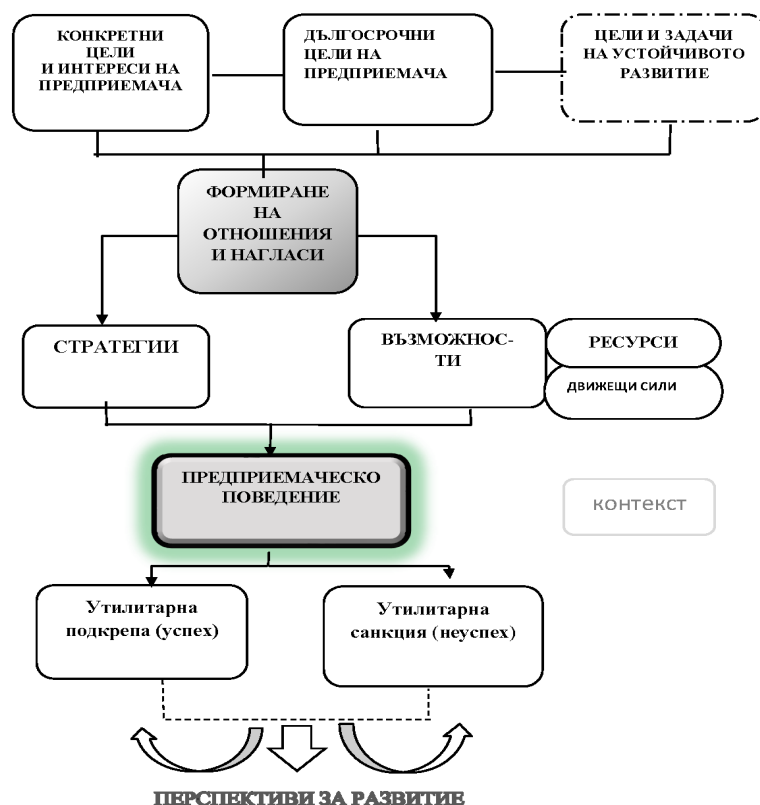 КОНКРЕТНИ
ЦЕЛИ
И ИНТЕРЕСИ НА
ПРЕДПРИЕМАЧА
ДЪЛГОСРОЧНИ
ЦЕЛИ НА
ПРЕДПРИЕМАЧА
ЦЕЛИ И ЗАДАЧИ
НА УСТОЙЧИВОТО
РАЗВИТИЕ
ФОРМИРАНЕ
НА
ОТНОШЕНИЯ
И НАГЛАСИ
СТРАТЕГИИ
ВЪЗМОЖНОС-
ТИ
РЕСУРСИ
ДВИЖЕЩИ СИЛИ
ПРЕДПРИЕМАЧЕСКО
ПОВЕДЕНИЕ
контекст
Утилитарна
подкрепа (успех)
Утилитарна
санкция (неуспех)
ПЕРСПЕКТИВИ ЗА РАЗВИТИЕ